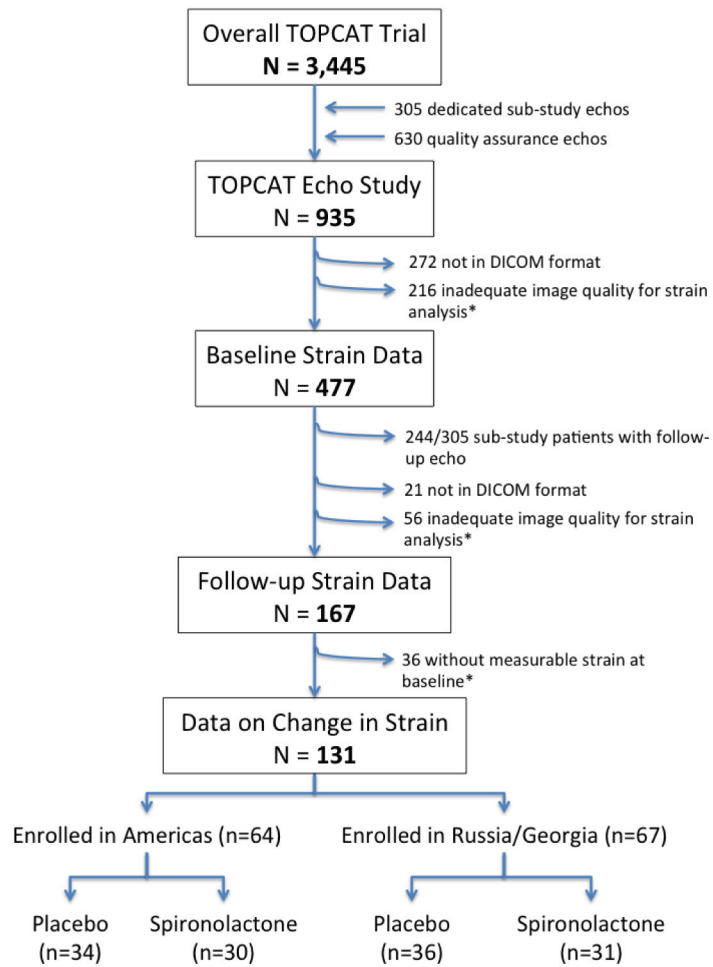 Overall TOPCAT Trial
N = 3,445
305 dedicated sub-study echos
630 quality assurance echos
TOPCAT Echo Study
N = 935
272 not in DICOM format
216 inadequate image quality for strain
analysis*
Baseline Strain Data
N = 477
244/305 sub-study patients with follow-
up echo
21 not in DICOM format
56 inadequate image quality for strain
analysis*
Follow-up Strain Data
N = 167
36 without measurable strain at
baseline*
Data on Change in Strain
N = 131
Enrolled in Americas (n=64)
Enrolled in Russia/Georgia (n=67)
Placebo
(n=34)
Spironolactone
(n=30)
Placebo
(n=36)
Spironolactone
(n=31)